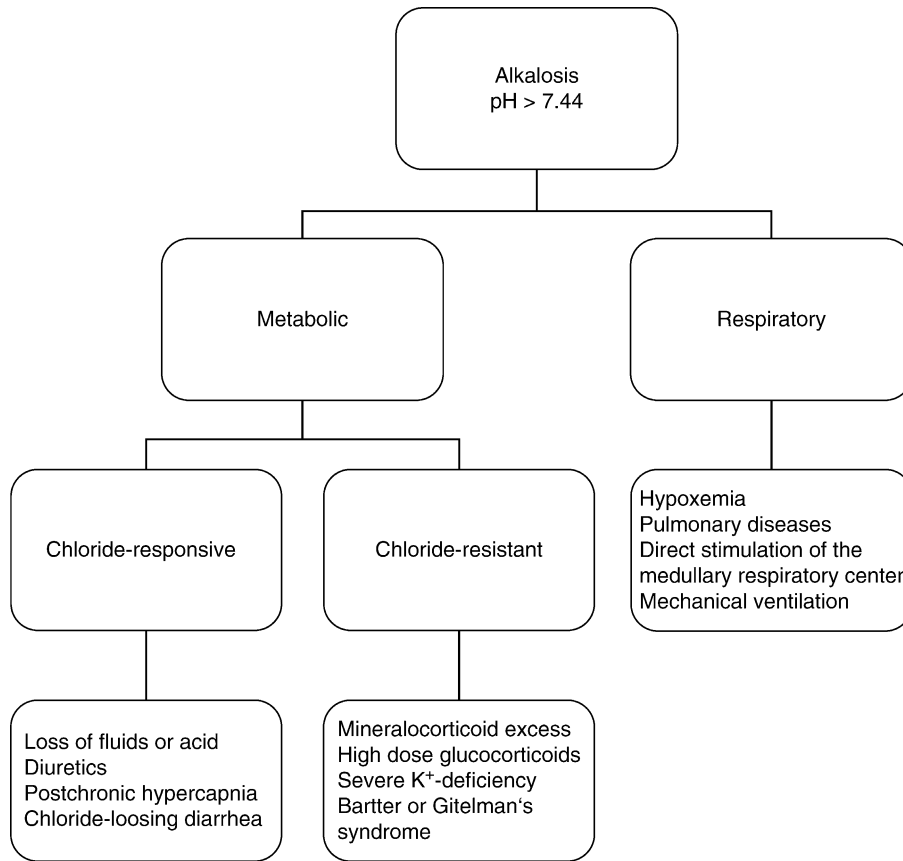 Alkalosis
pH > 7.44
Metabolic
Respiratory
Chloride-responsive
Chloride-resistant
Hypoxemia
Pulmonary diseases
Direct stimulation of the
medullary respiratory center
Mechanical ventilation
Loss of fluids or acid
Diuretics
Postchronic hypercapnia
Chloride-loosing diarrhea
Mineralocorticoid excess
High dose glucocorticoids
Severe K⁺-deficiency
Bartter or Gitelman‘s
syndrome